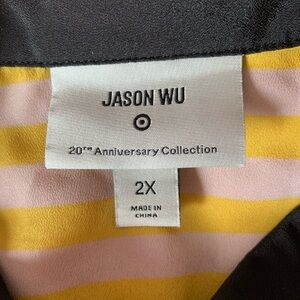 JASON WU
20TH Anniversary Collection
2X
MADE IN
CHINA